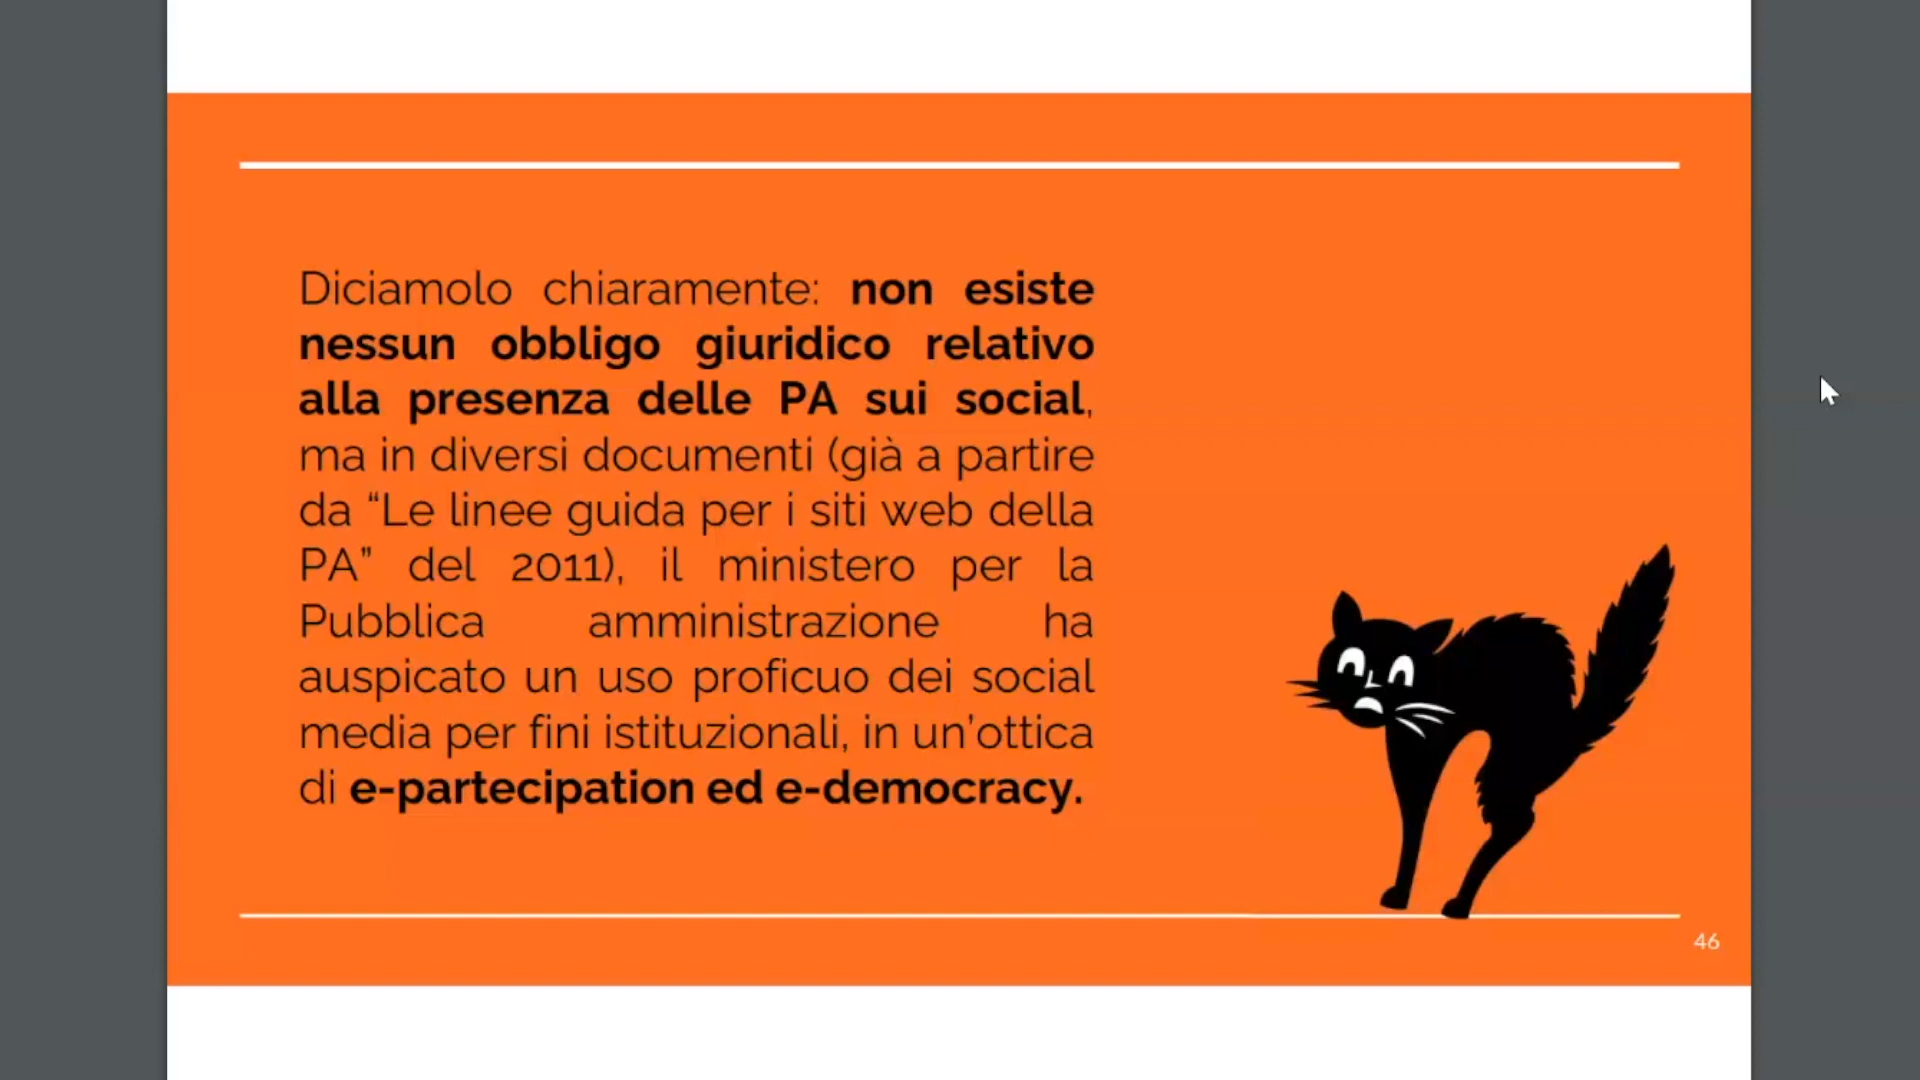 Diciamolo chiaramente: non esiste
nessun obbligo giuridico relativo
alla presenza delle PA sui social,
ma in diversi documenti (già a partire
da “Le linee guida per i siti web della
PA” del 2011), il ministero per la
Pubblica amministrazione ha
auspicato un uso proficuo dei social
media per fini istituzionali, in un’ottica
di e-partecipation ed e-democracy.
46